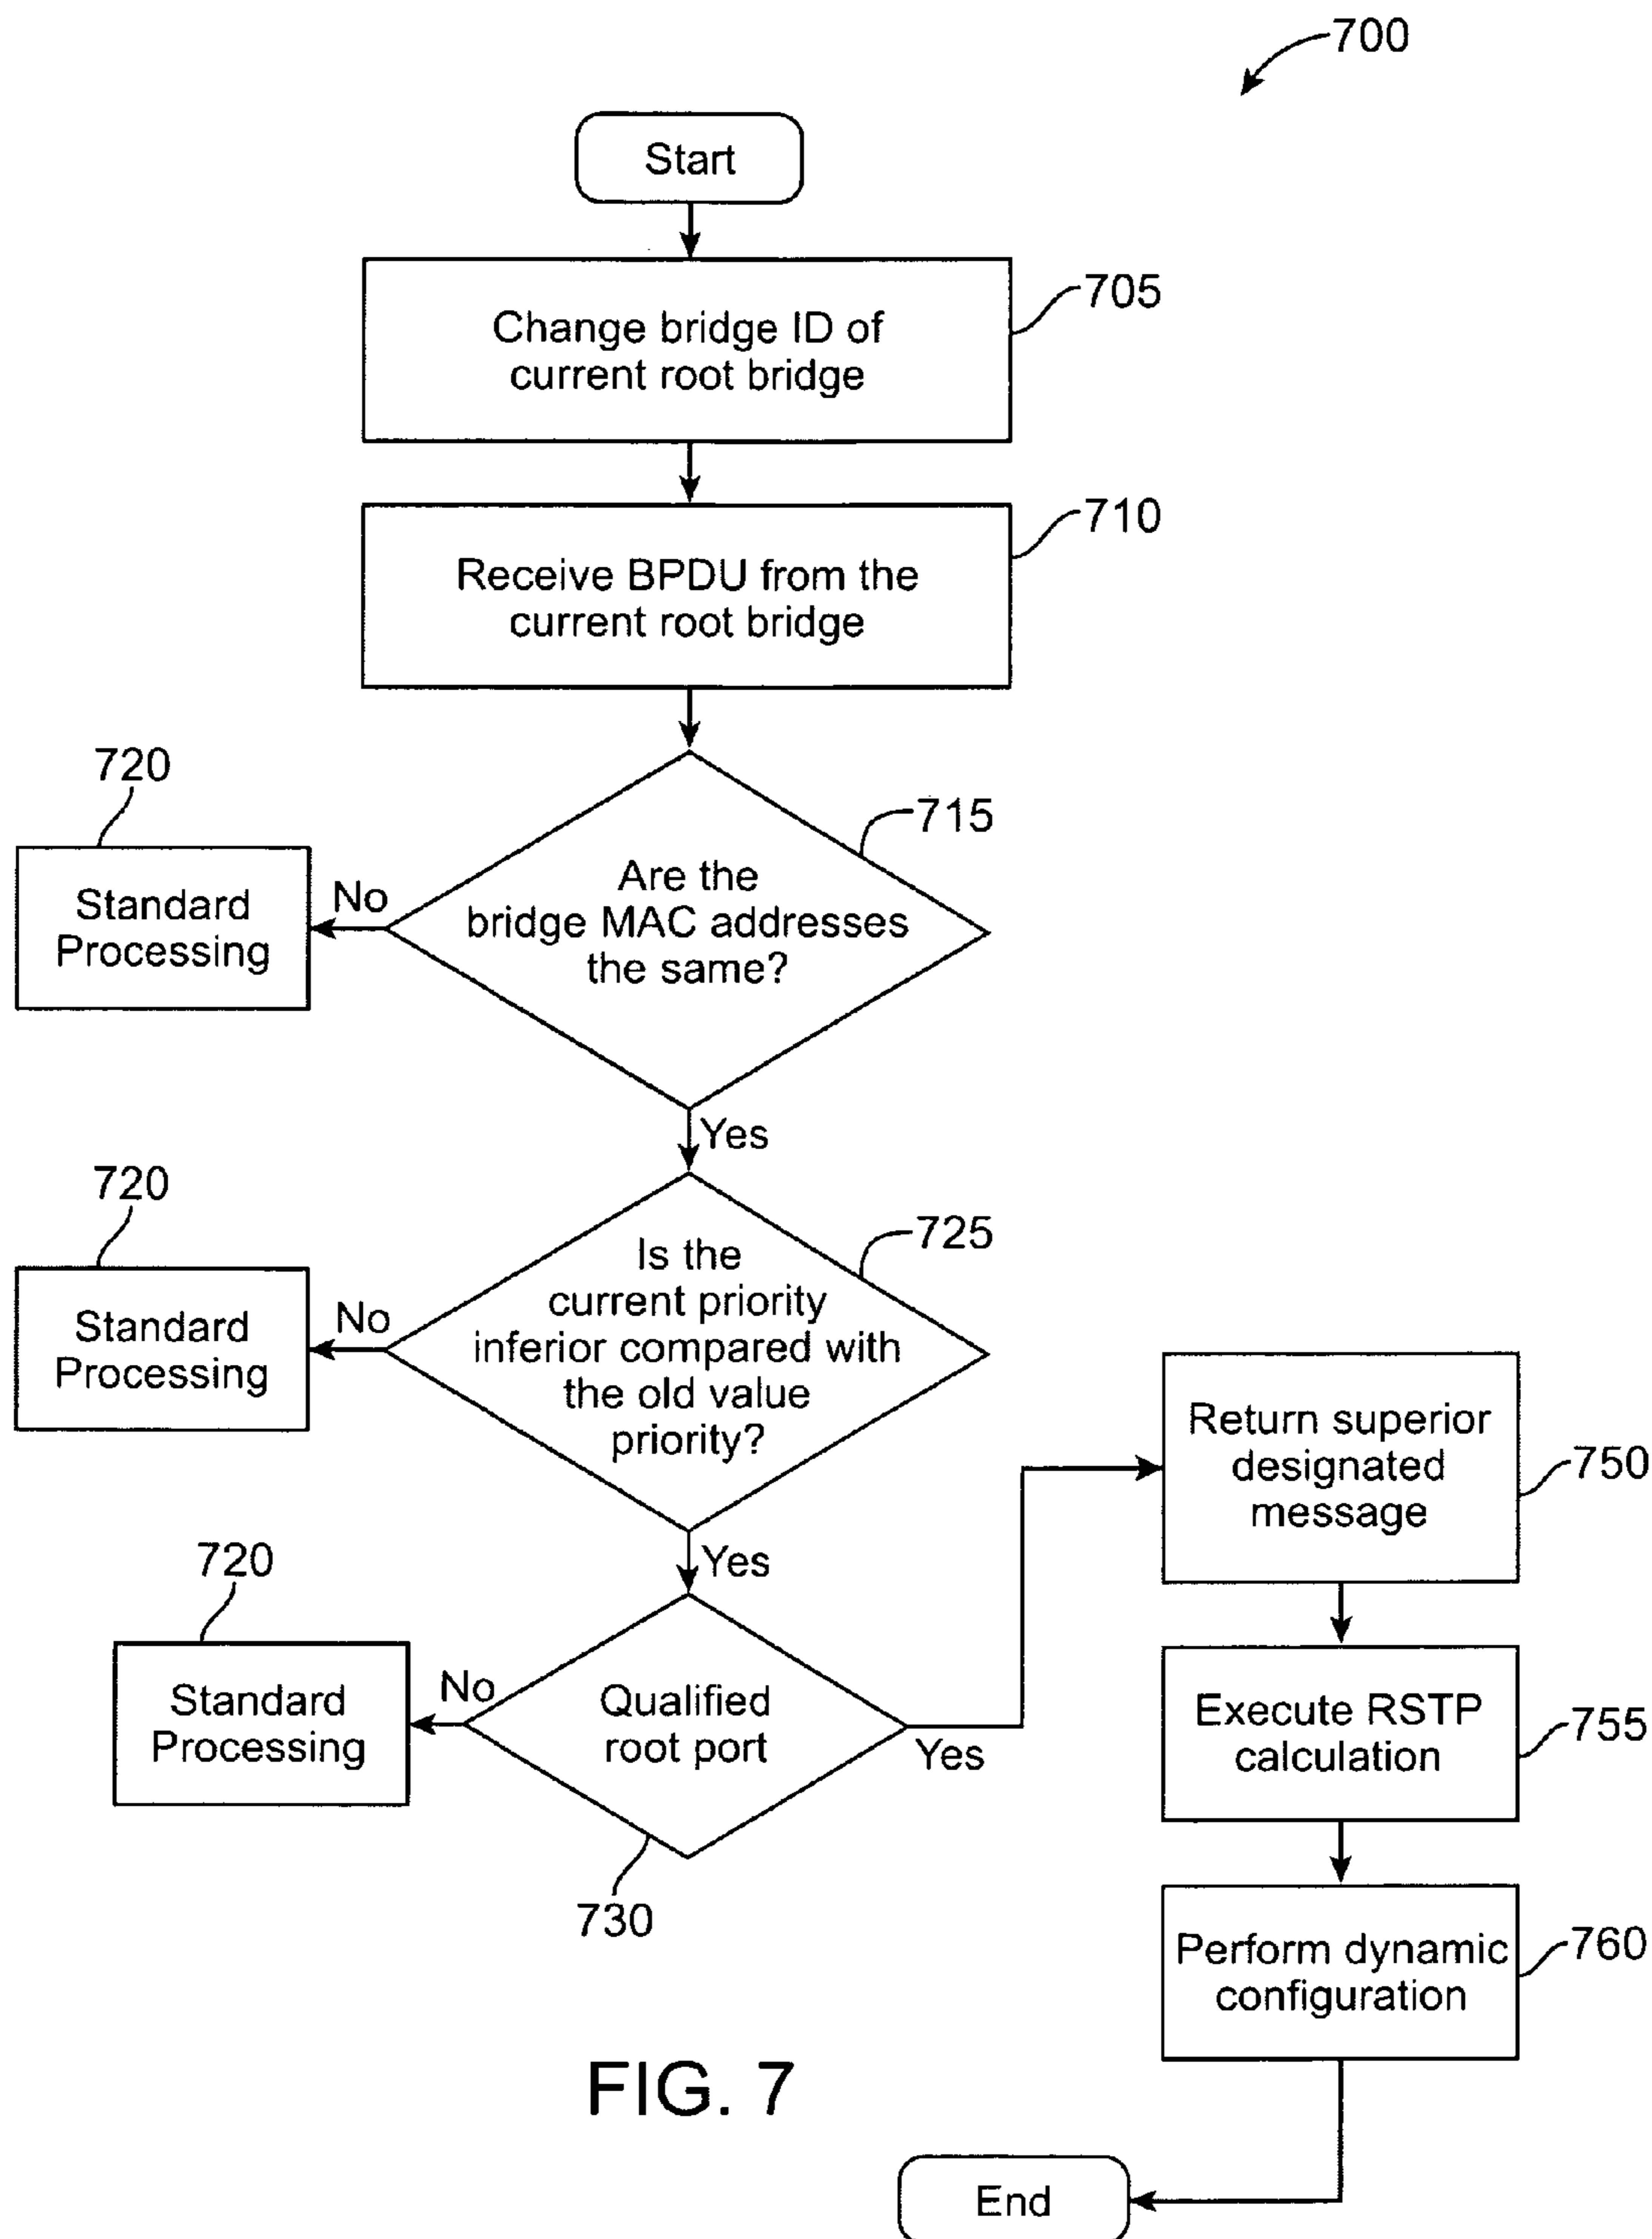 700
Start
Change bridge ID of
current root bridge
705
Receive BPDU from the
current root bridge
710
720
Standard
Processing
No
Are the
bridge MAC addresses
the same?
715
Yes
720
Standard
Processing
No
Is the
current priority
inferior compared with
the old value
priority?
725
Yes
720
Standard
Processing
No
Qualified
root port
730
Yes
Return superior
designated
message
750
Execute RSTP
calculation
755
Perform dynamic
configuration
760
FIG. 7
End